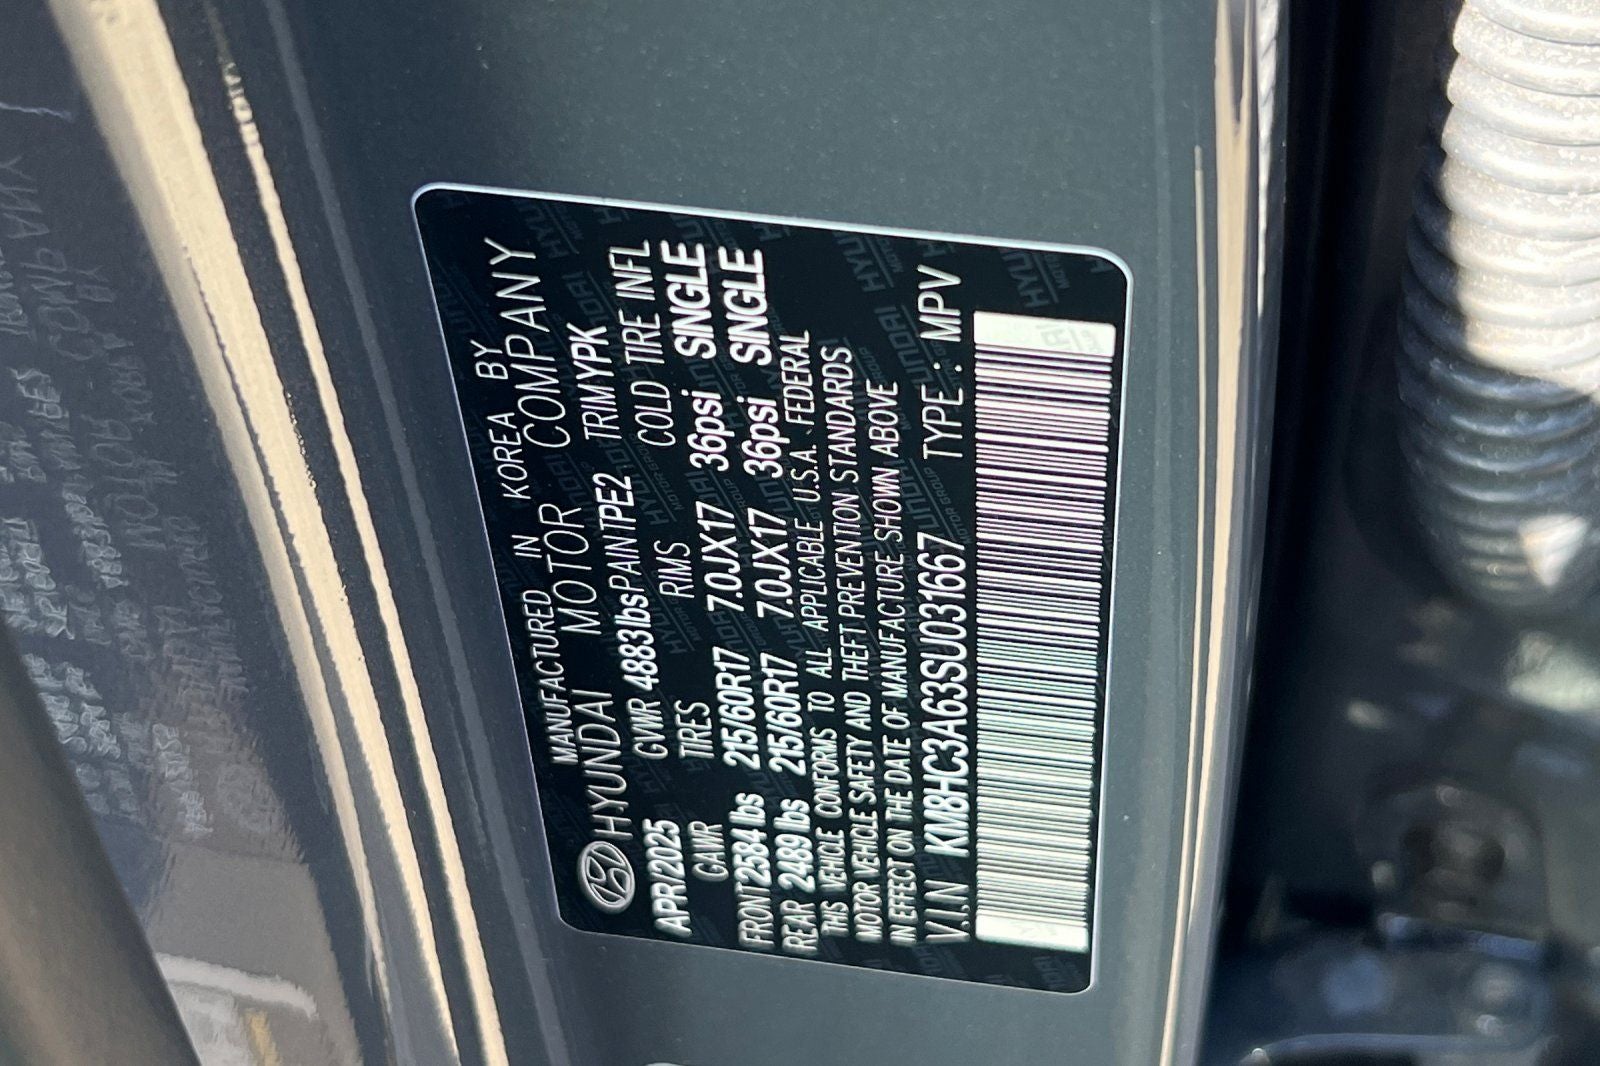 MANUFACTURED IN KOREA BY
HYUNDAI MOTOR COMPANY
APR/2025 GVWR 4883lbs PAINT PE2 TRIM YPK
GAWR TIRES RIMS COLD TIRE INFL
FRONT 2584 lbs 215/60R17 7.0JX17 36psi SINGLE
REAR 2489 lbs 215/60R17 7.0JX17 36psi SINGLE
THIS VEHICLE CONFORMS TO ALL APPLICABLE U.S.A. FEDERAL
MOTOR VEHICLE SAFETY AND THEFT PREVENTION STANDARDS
IN EFFECT ON THE DATE OF MANUFACTURE SHOWN ABOVE
V.I.N KM8HC3A63SU031667 TYPE : MPV